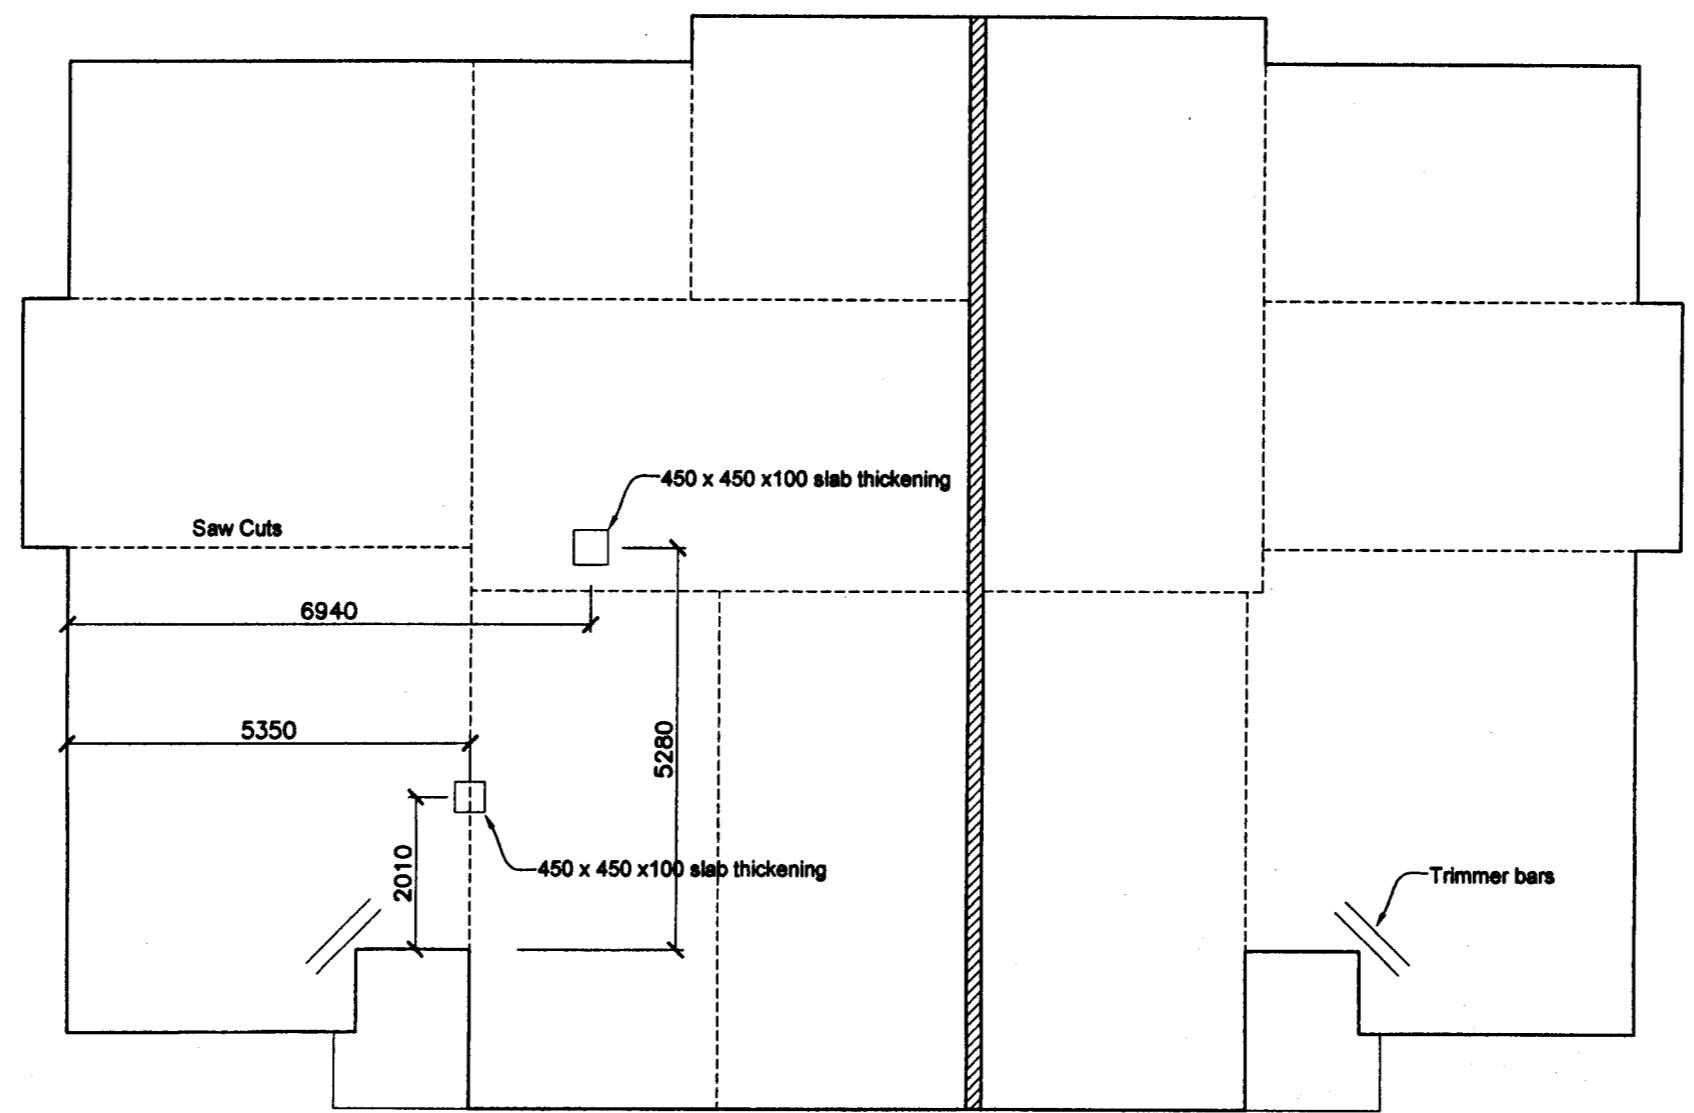 450 x 450 x100 slab thickening
Saw Cuts
6940
5350
5280
2010
450 x 450 x100 slab thickening
Trimmer bars